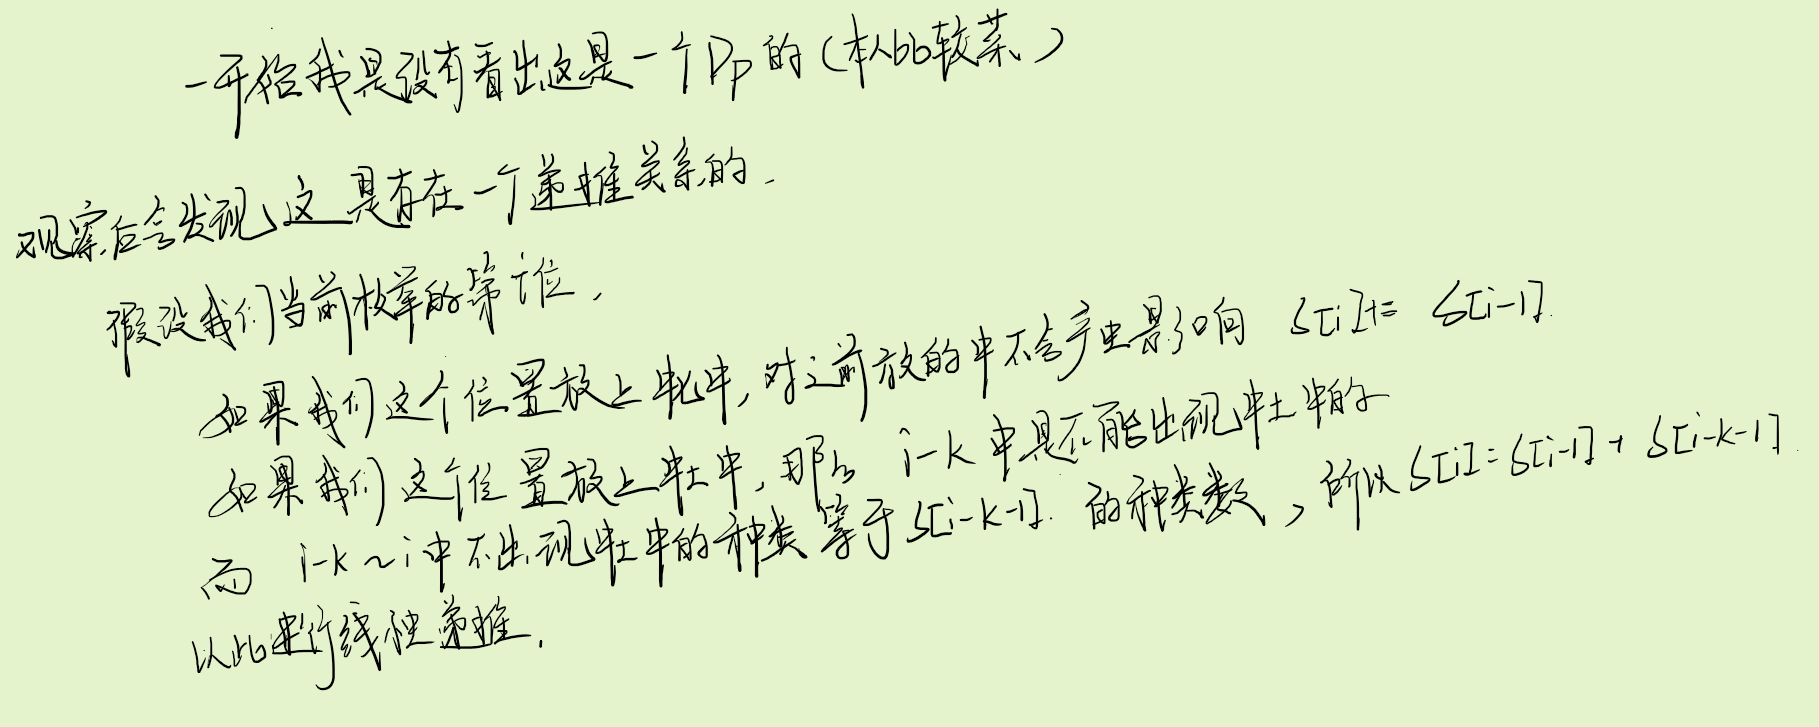 一开始我是没有看出这是一个Dp的(本人bb较菜.)
观察后会发现,这是存在一个递推关系的.
假设我们当前枚举的第i位,
如果我们这个位置放上牝牛,对之前放的牛不会产生影响 S[i]+= S[i-1].
如果我们这个位置放上牡牛,那么 i-k 中是不能出现牡牛的
而 i-k ~ i中不出现牡牛的种类等于S[i-k-1]. 的种类数,所以S[i]=S[i-1]+S[i-k-1].
以此进行线性递推.